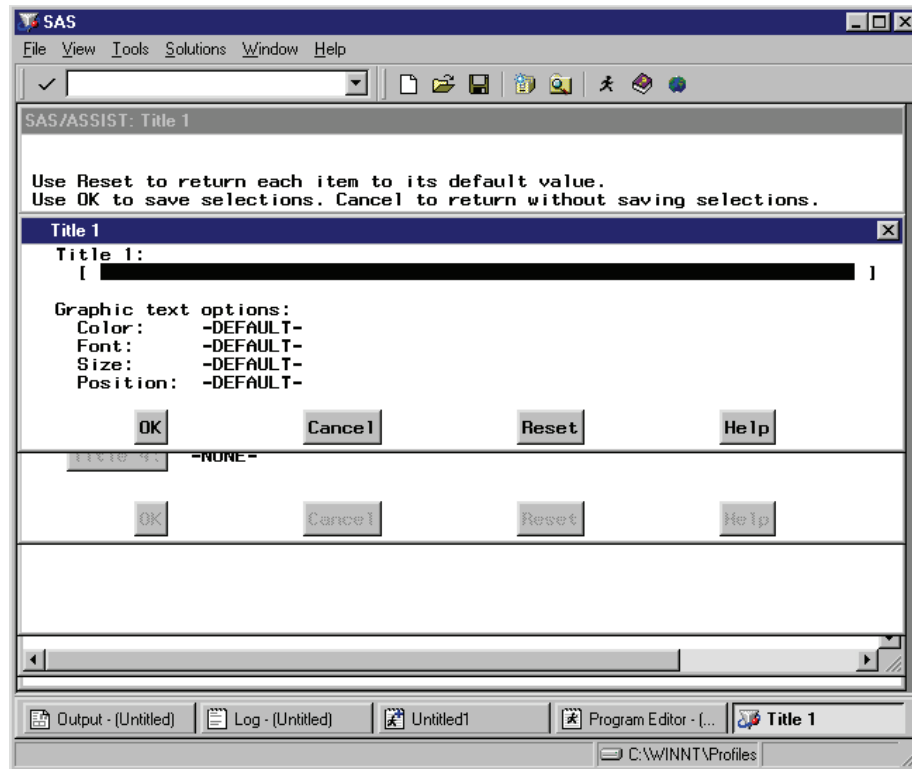 SAS
File View Tools Solutions Window Help
SAS/ASSIST: Title 1
Use Reset to return each item to its default value.
Use OK to save selections. Cancel to return without saving selections.
Title 1
Title 1:
[ ]
Graphic text options:
Color: -DEFAULT-
Font: -DEFAULT-
Size: -DEFAULT-
Position: -DEFAULT-
OK Cancel Reset Help
Title 4: -NONE-
OK Cancel Reset Help
Output - (Untitled) Log - (Untitled) Untitled1 Program Editor - (... Title 1
C:\WINNT\Profiles